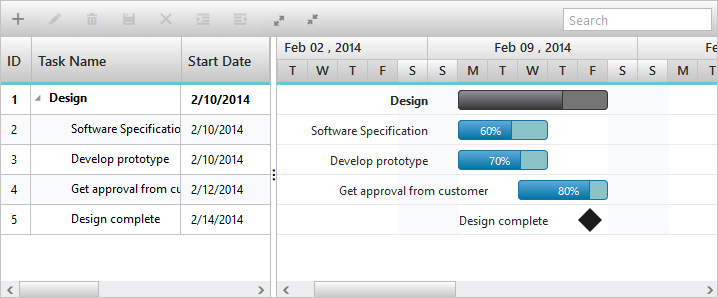 Search
ID Task Name Start Date
1 Design 2/10/2014
2 Software Specificatio 2/10/2014
3 Develop prototype 2/10/2014
4 Get approval from cu 2/12/2014
5 Design complete 2/14/2014
Feb 02 , 2014 Feb 09 , 2014 Fe
T W T F S S M T W T F S S M T
Design
Software Specification 60%
Develop prototype 70%
Get approval from customer 80%
Design complete